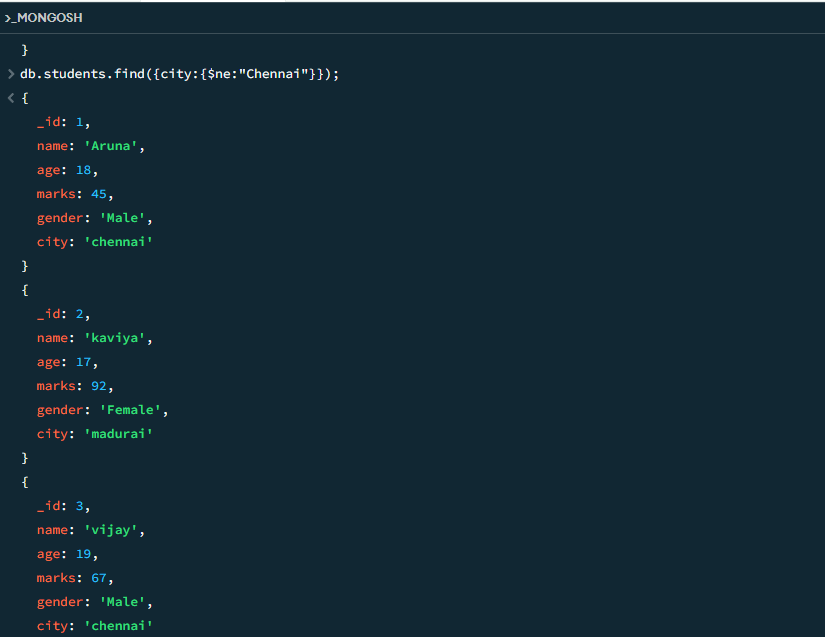 >_MONGOSH
}
> db.students.find({city:{$ne:"Chennai"}});
< {
_id: 1,
name: 'Aruna',
age: 18,
marks: 45,
gender: 'Male',
city: 'chennai'
}
{
_id: 2,
name: 'kaviya',
age: 17,
marks: 92,
gender: 'Female',
city: 'madurai'
}
{
_id: 3,
name: 'vijay',
age: 19,
marks: 67,
gender: 'Male',
city: 'chennai'